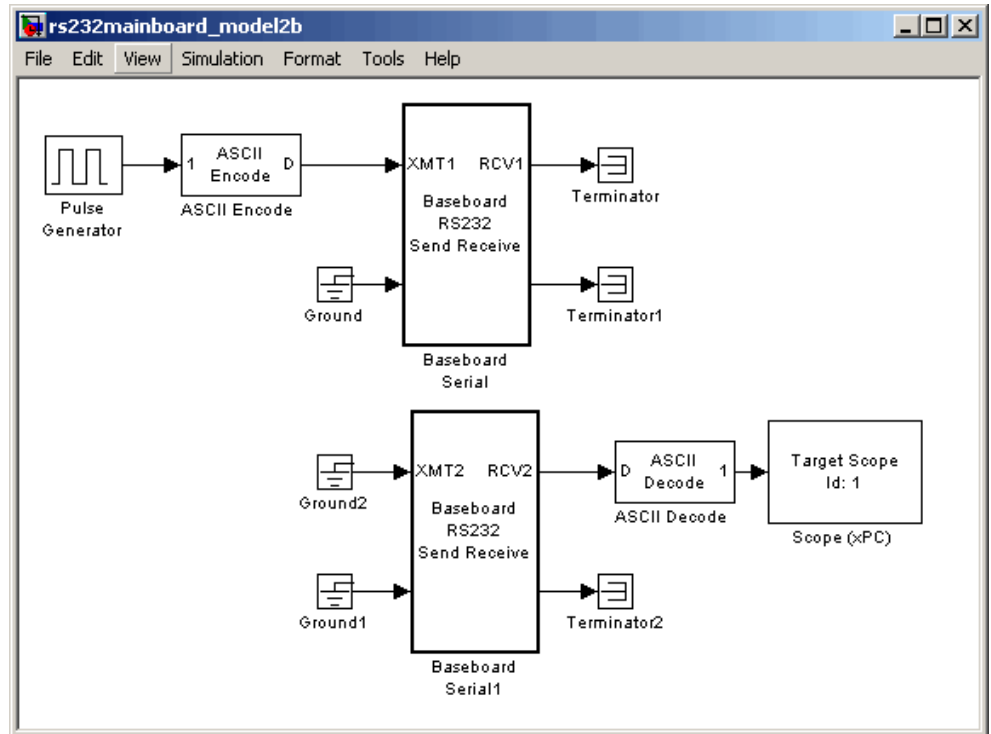 rs232mainboard_model2b
File Edit View Simulation Format Tools Help
Pulse
Generator
1 ASCII D
Encode
ASCII Encode
XMT1 RCV1
Baseboard
RS232
Send Receive
Baseboard
Serial
Terminator
Ground
Terminator1
Ground2
XMT2 RCV2
Baseboard
RS232
Send Receive
Baseboard
Serial1
D ASCII 1
Decode
ASCII Decode
Target Scope
Id: 1
Scope (xPC)
Ground1
Terminator2